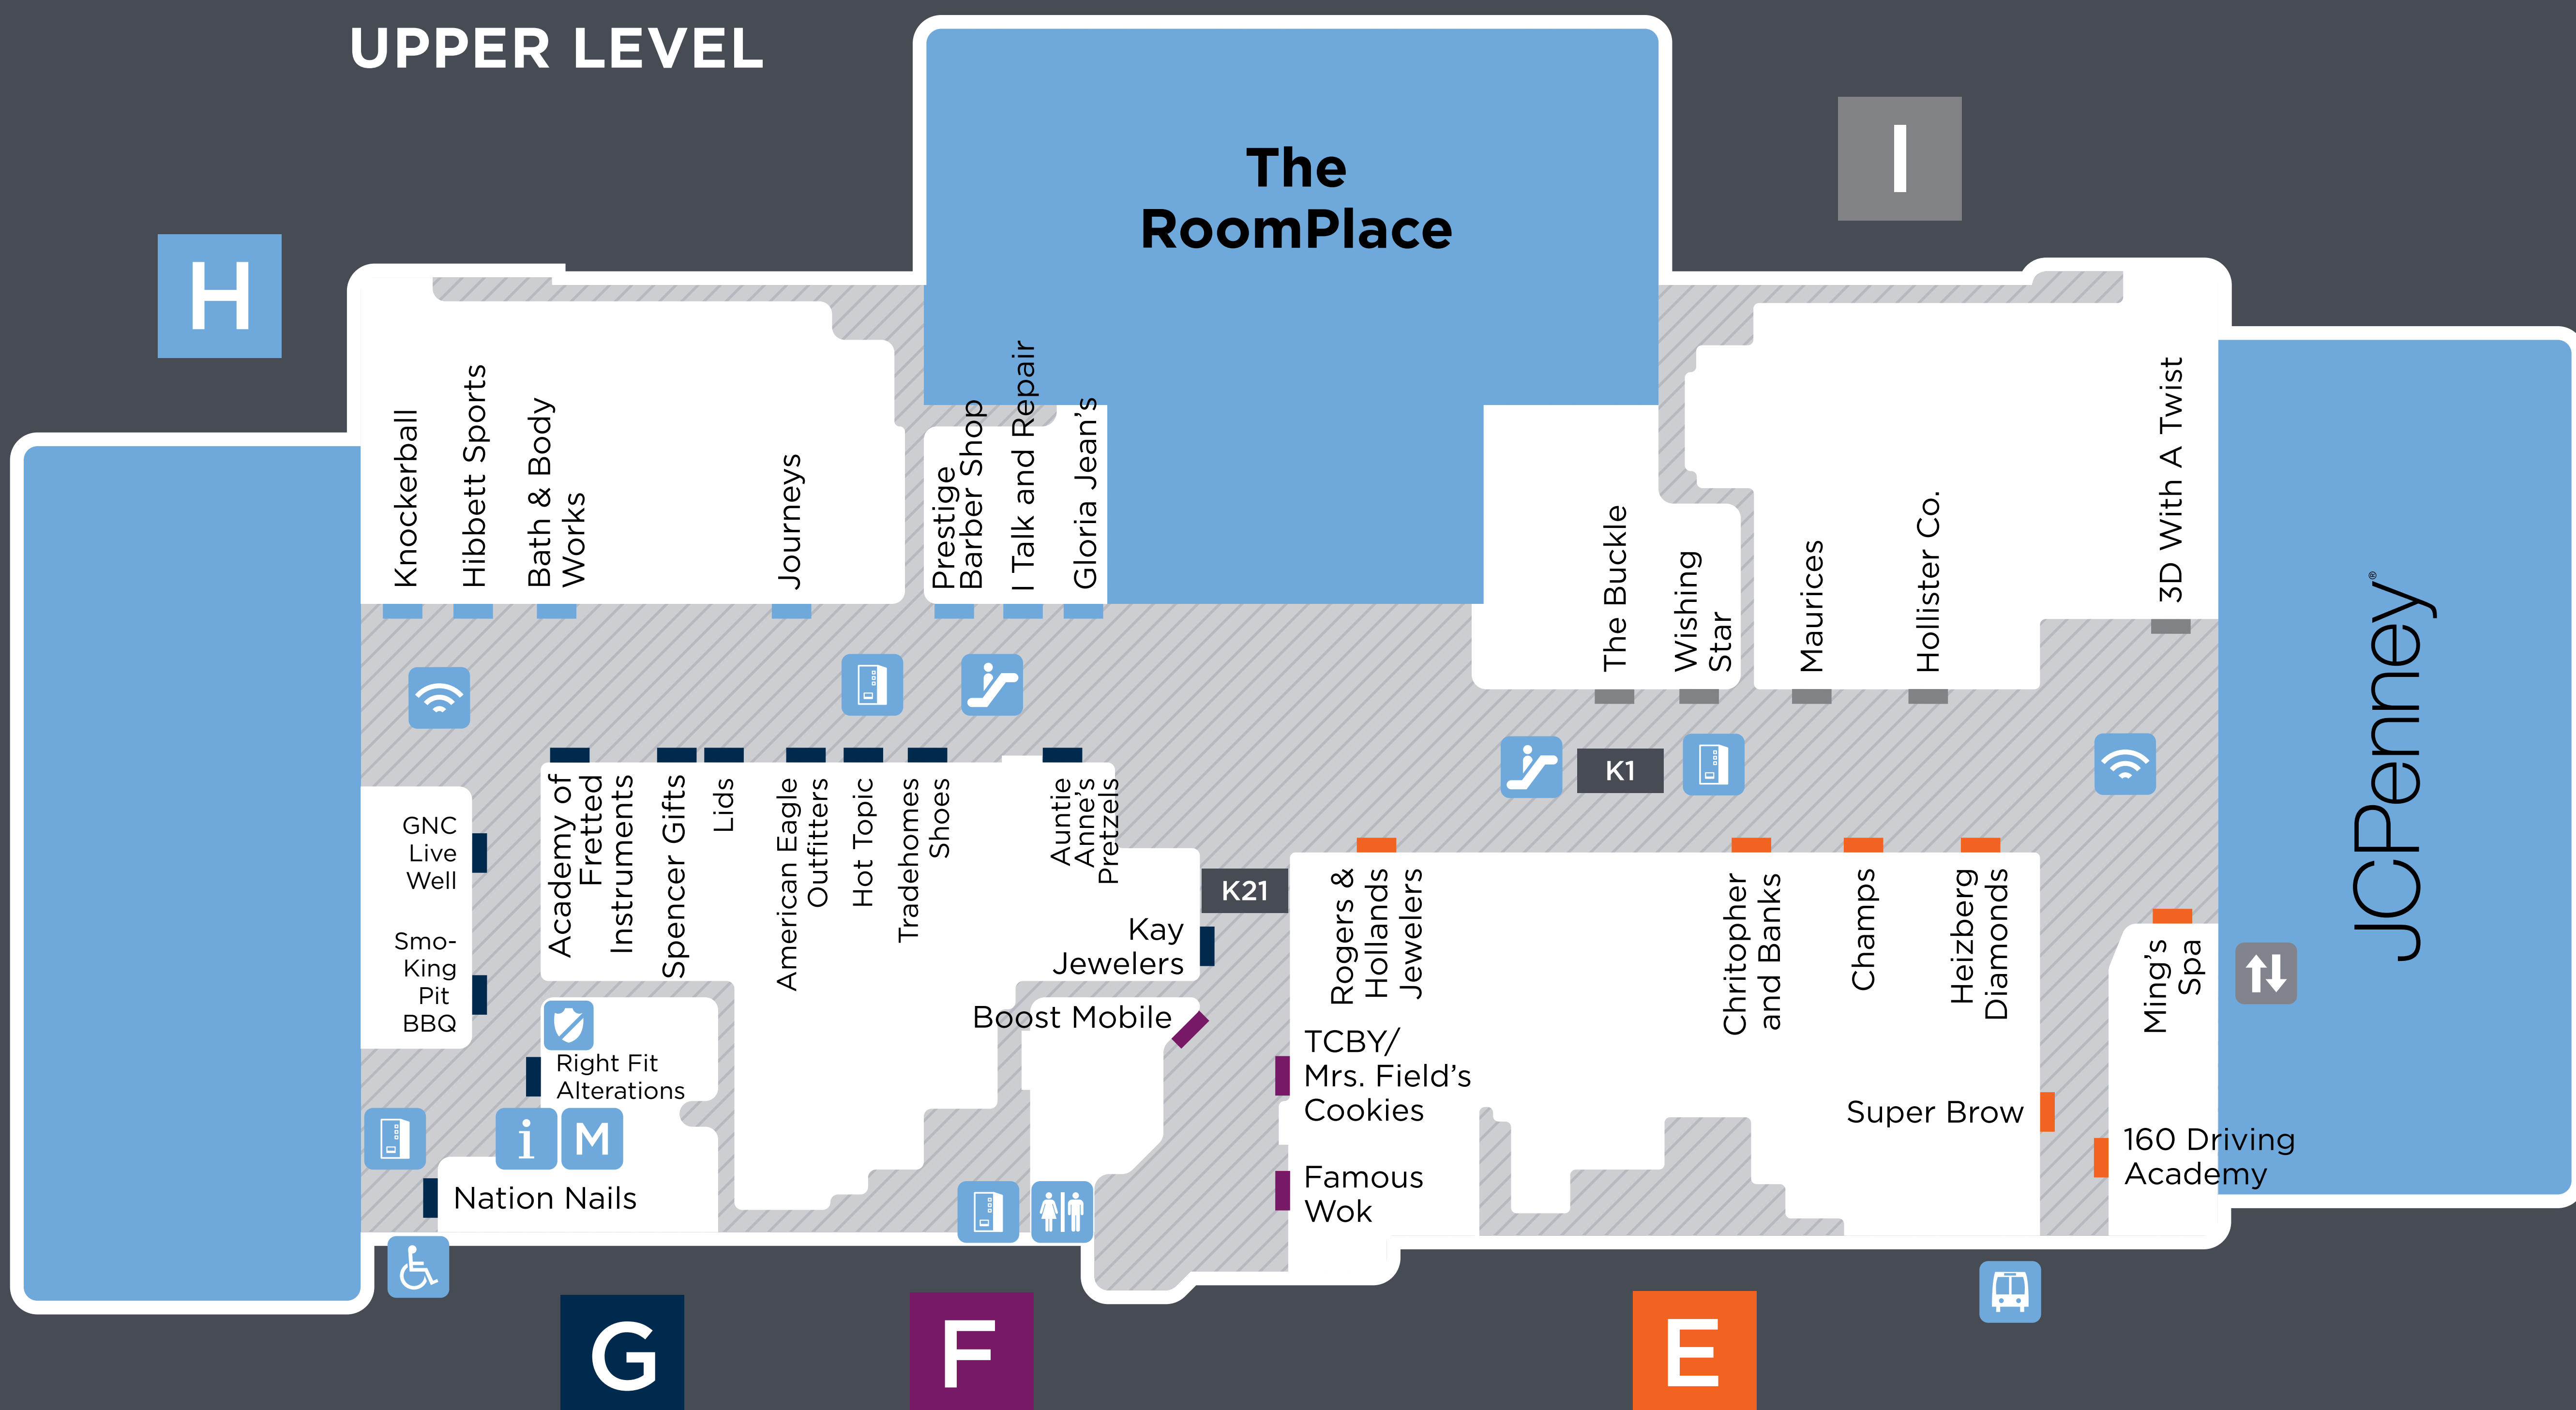 UPPER LEVEL
The
RoomPlace
I
H
Knockerball
Hibbett Sports
Bath & Body
Works
Journeys
Prestige
Barber Shop
I Talk and Repair
Gloria Jean's
The Buckle
Wishing
Star
Maurices
Hollister Co.
3D With A Twist
JCPenney®
K1
GNC
Live
Well
Smo-
King
Pit
BBQ
Academy of
Fretted
Instruments
Spencer Gifts
Lids
American Eagle
Outfitters
Hot Topic
Tradehomes
Shoes
Auntie
Anne's
Pretzels
K21
Kay
Jewelers
Boost Mobile
Rogers &
Hollands
Jewelers
Chritopher
and Banks
Champs
Heizberg
Diamonds
Ming's
Spa
TCBY/
Mrs. Field's
Cookies
Famous
Wok
Super Brow
160 Driving
Academy
Right Fit
Alterations
i
M
Nation Nails
G
F
E